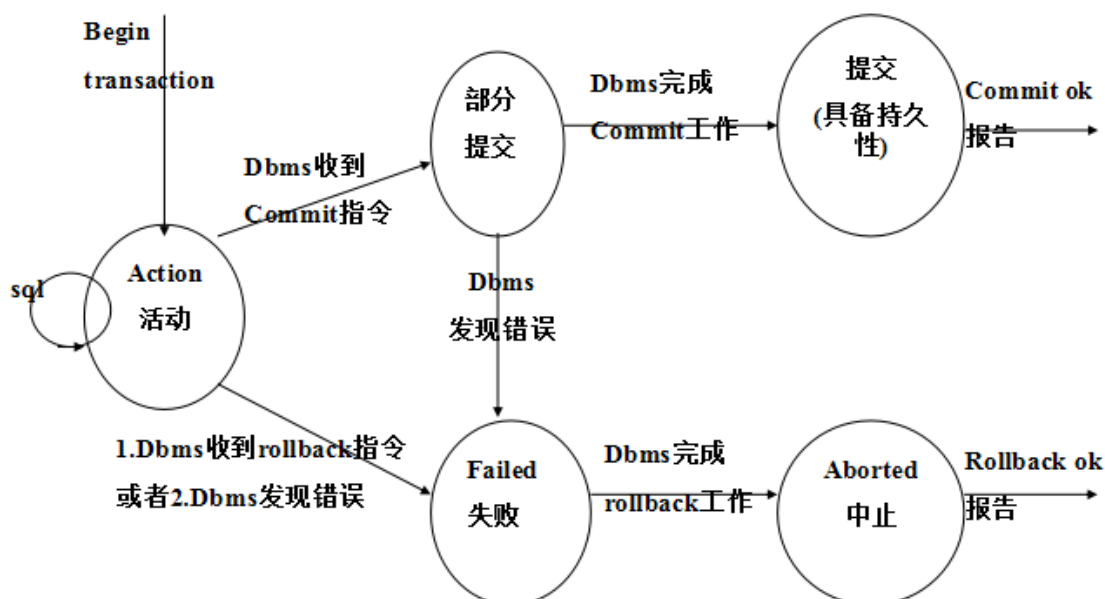 Begin
transaction
部分
提交
Dbms完成
Commit工作
提交
(具备持久
性)
Commit ok
报告
Dbms收到
Commit指令
sql
Action
活动
Dbms
发现错误
1.Dbms收到rollback指令
或者2.Dbms发现错误
Failed
失败
Dbms完成
rollback工作
Aborted
中止
Rollback ok
报告